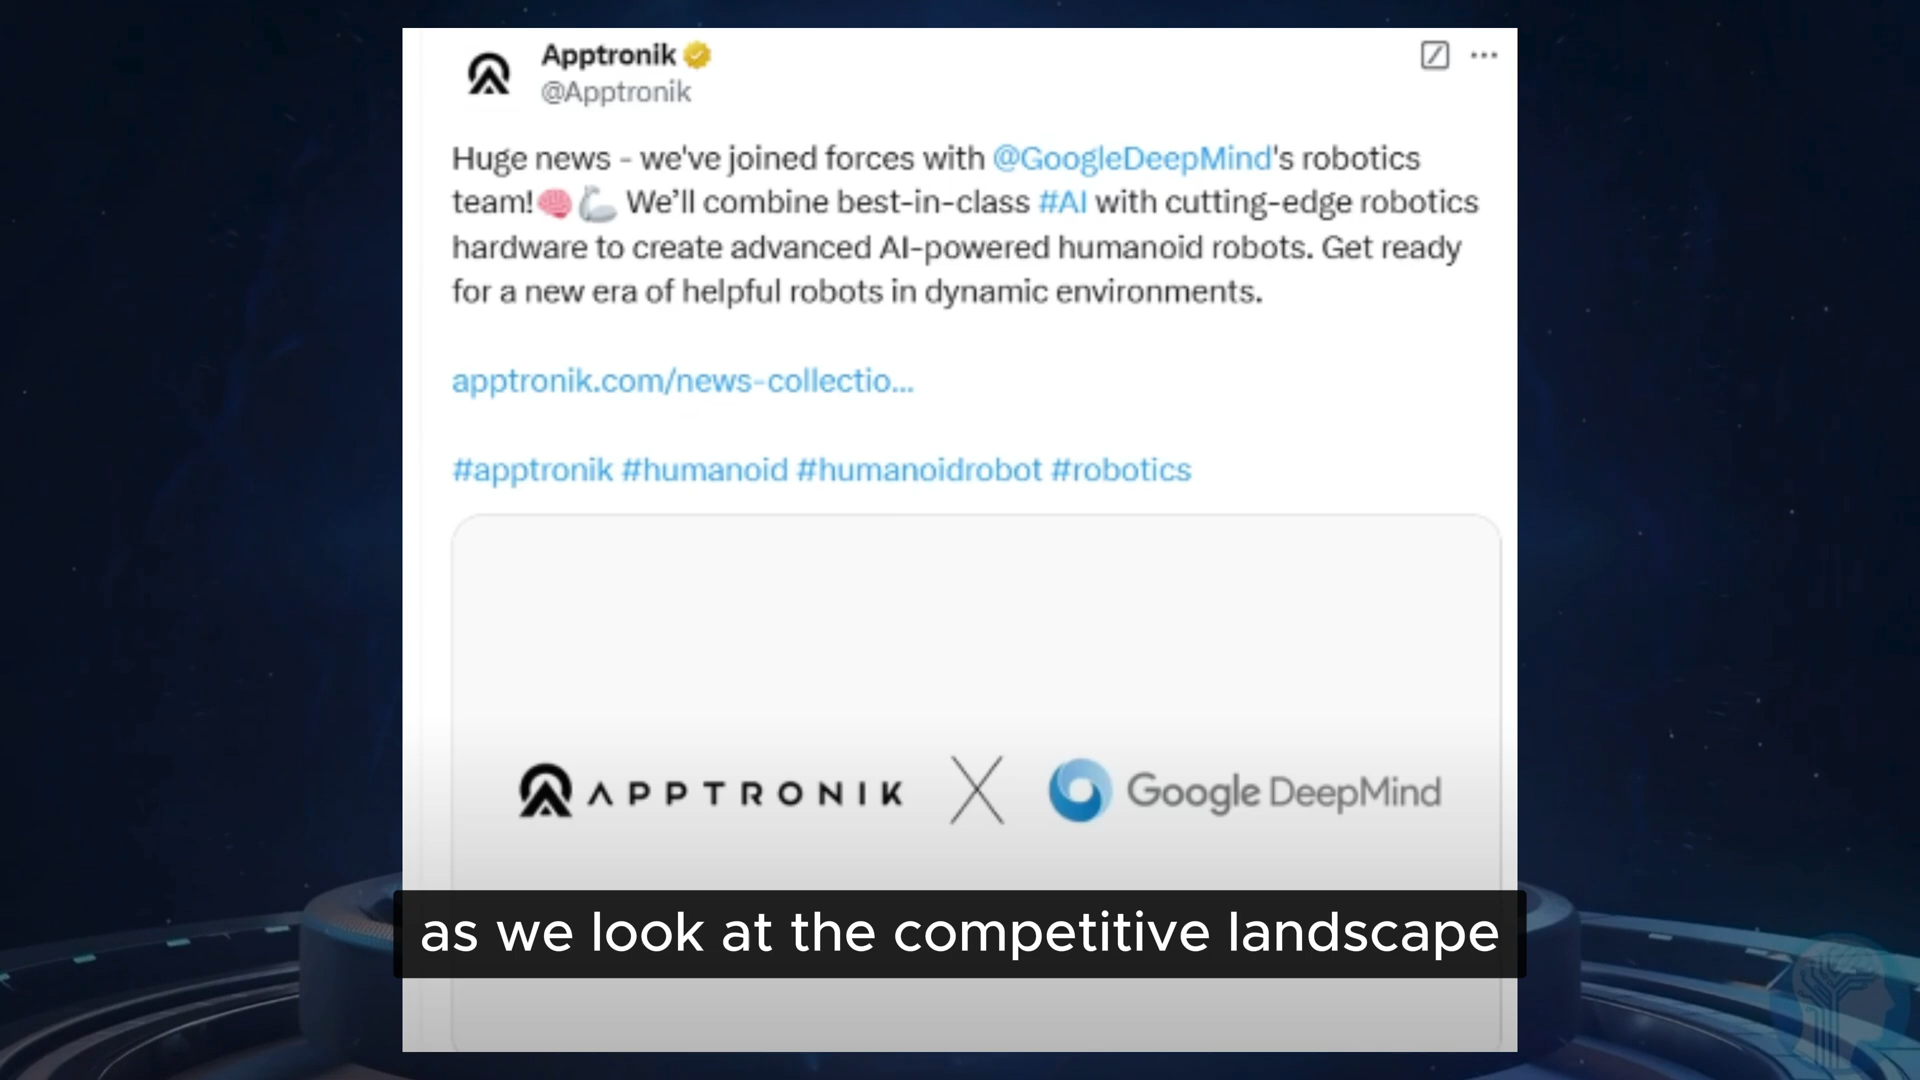 Apptronik
@Apptronik
Huge news - we've joined forces with @GoogleDeepMind's robotics
team!🧠🦾 We’ll combine best-in-class #AI with cutting-edge robotics
hardware to create advanced AI-powered humanoid robots. Get ready
for a new era of helpful robots in dynamic environments.
apptronik.com/news-collectio...
#apptronik #humanoid #humanoidrobot #robotics
APPTRONIK X Google DeepMind
as we look at the competitive landscape